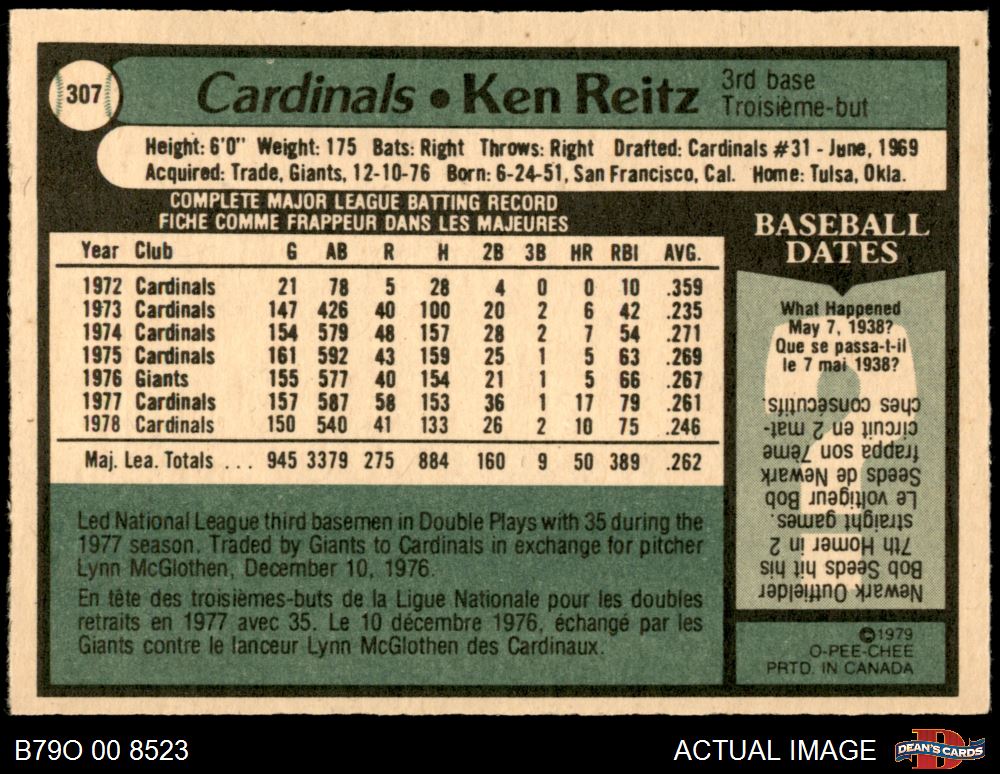 307
Cardinals • Ken Reitz
3rd base
Troisième-but
Height: 6'0" Weight: 175 Bats: Right Throws: Right Drafted: Cardinals #31 - June, 1969
Acquired: Trade, Giants, 12-10-76 Born: 6-24-51, San Francisco, Cal. Home: Tulsa, Okla.
COMPLETE MAJOR LEAGUE BATTING RECORD
FICHE COMME FRAPPEUR DANS LES MAJEURES
Year Club G AB R H 2B 3B HR RBI AVG.
1972 Cardinals 21 78 5 28 4 0 0 10 .359
1973 Cardinals 147 426 40 100 20 2 6 42 .235
1974 Cardinals 154 579 48 157 28 2 7 54 .271
1975 Cardinals 161 592 43 159 25 1 5 63 .269
1976 Giants 155 577 40 154 21 1 5 66 .267
1977 Cardinals 157 587 58 153 36 1 17 79 .261
1978 Cardinals 150 540 41 133 26 2 10 75 .246
Maj. Lea. Totals ... 945 3379 275 884 160 9 50 389 .262
Led National League third basemen in Double Plays with 35 during the
1977 season. Traded by Giants to Cardinals in exchange for pitcher
Lynn McGlothen, December 10, 1976.
En tête des troisièmes-buts de la Ligue Nationale pour les doubles
retraits en 1977 avec 35. Le 10 décembre 1976, échangé par les
Giants contre le lanceur Lynn McGlothen des Cardinaux.
BASEBALL
DATES
What Happened
May 7, 1938?
Que se passa-t-il
le 7 mai 1938?
Newark Outfielder
Bob Seeds hit his
7th Homer in 2
straight games.
Le voltigeur Bob
Seeds de Newark
frappa son 7ème
circuit en 2 mat-
ches consecutifs.
©1979
O-PEE-CHEE
PRTD. IN CANADA
B79O 00 8523
ACTUAL IMAGE
DEAN'S CARDS